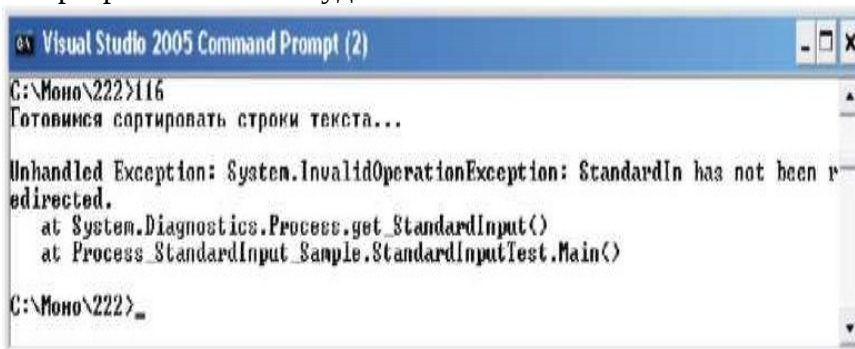 Visual Studio 2005 Command Prompt (2)
C:\Моно\222>i16
Готовимся сортировать строки текста...
Unhandled Exception: System.InvalidOperationException: StandardIn has not been r
edirected.
at System.Diagnostics.Process.get_StandardInput()
at Process_StandardInput_Sample.StandardInputTest.Main()
C:\Моно\222>_